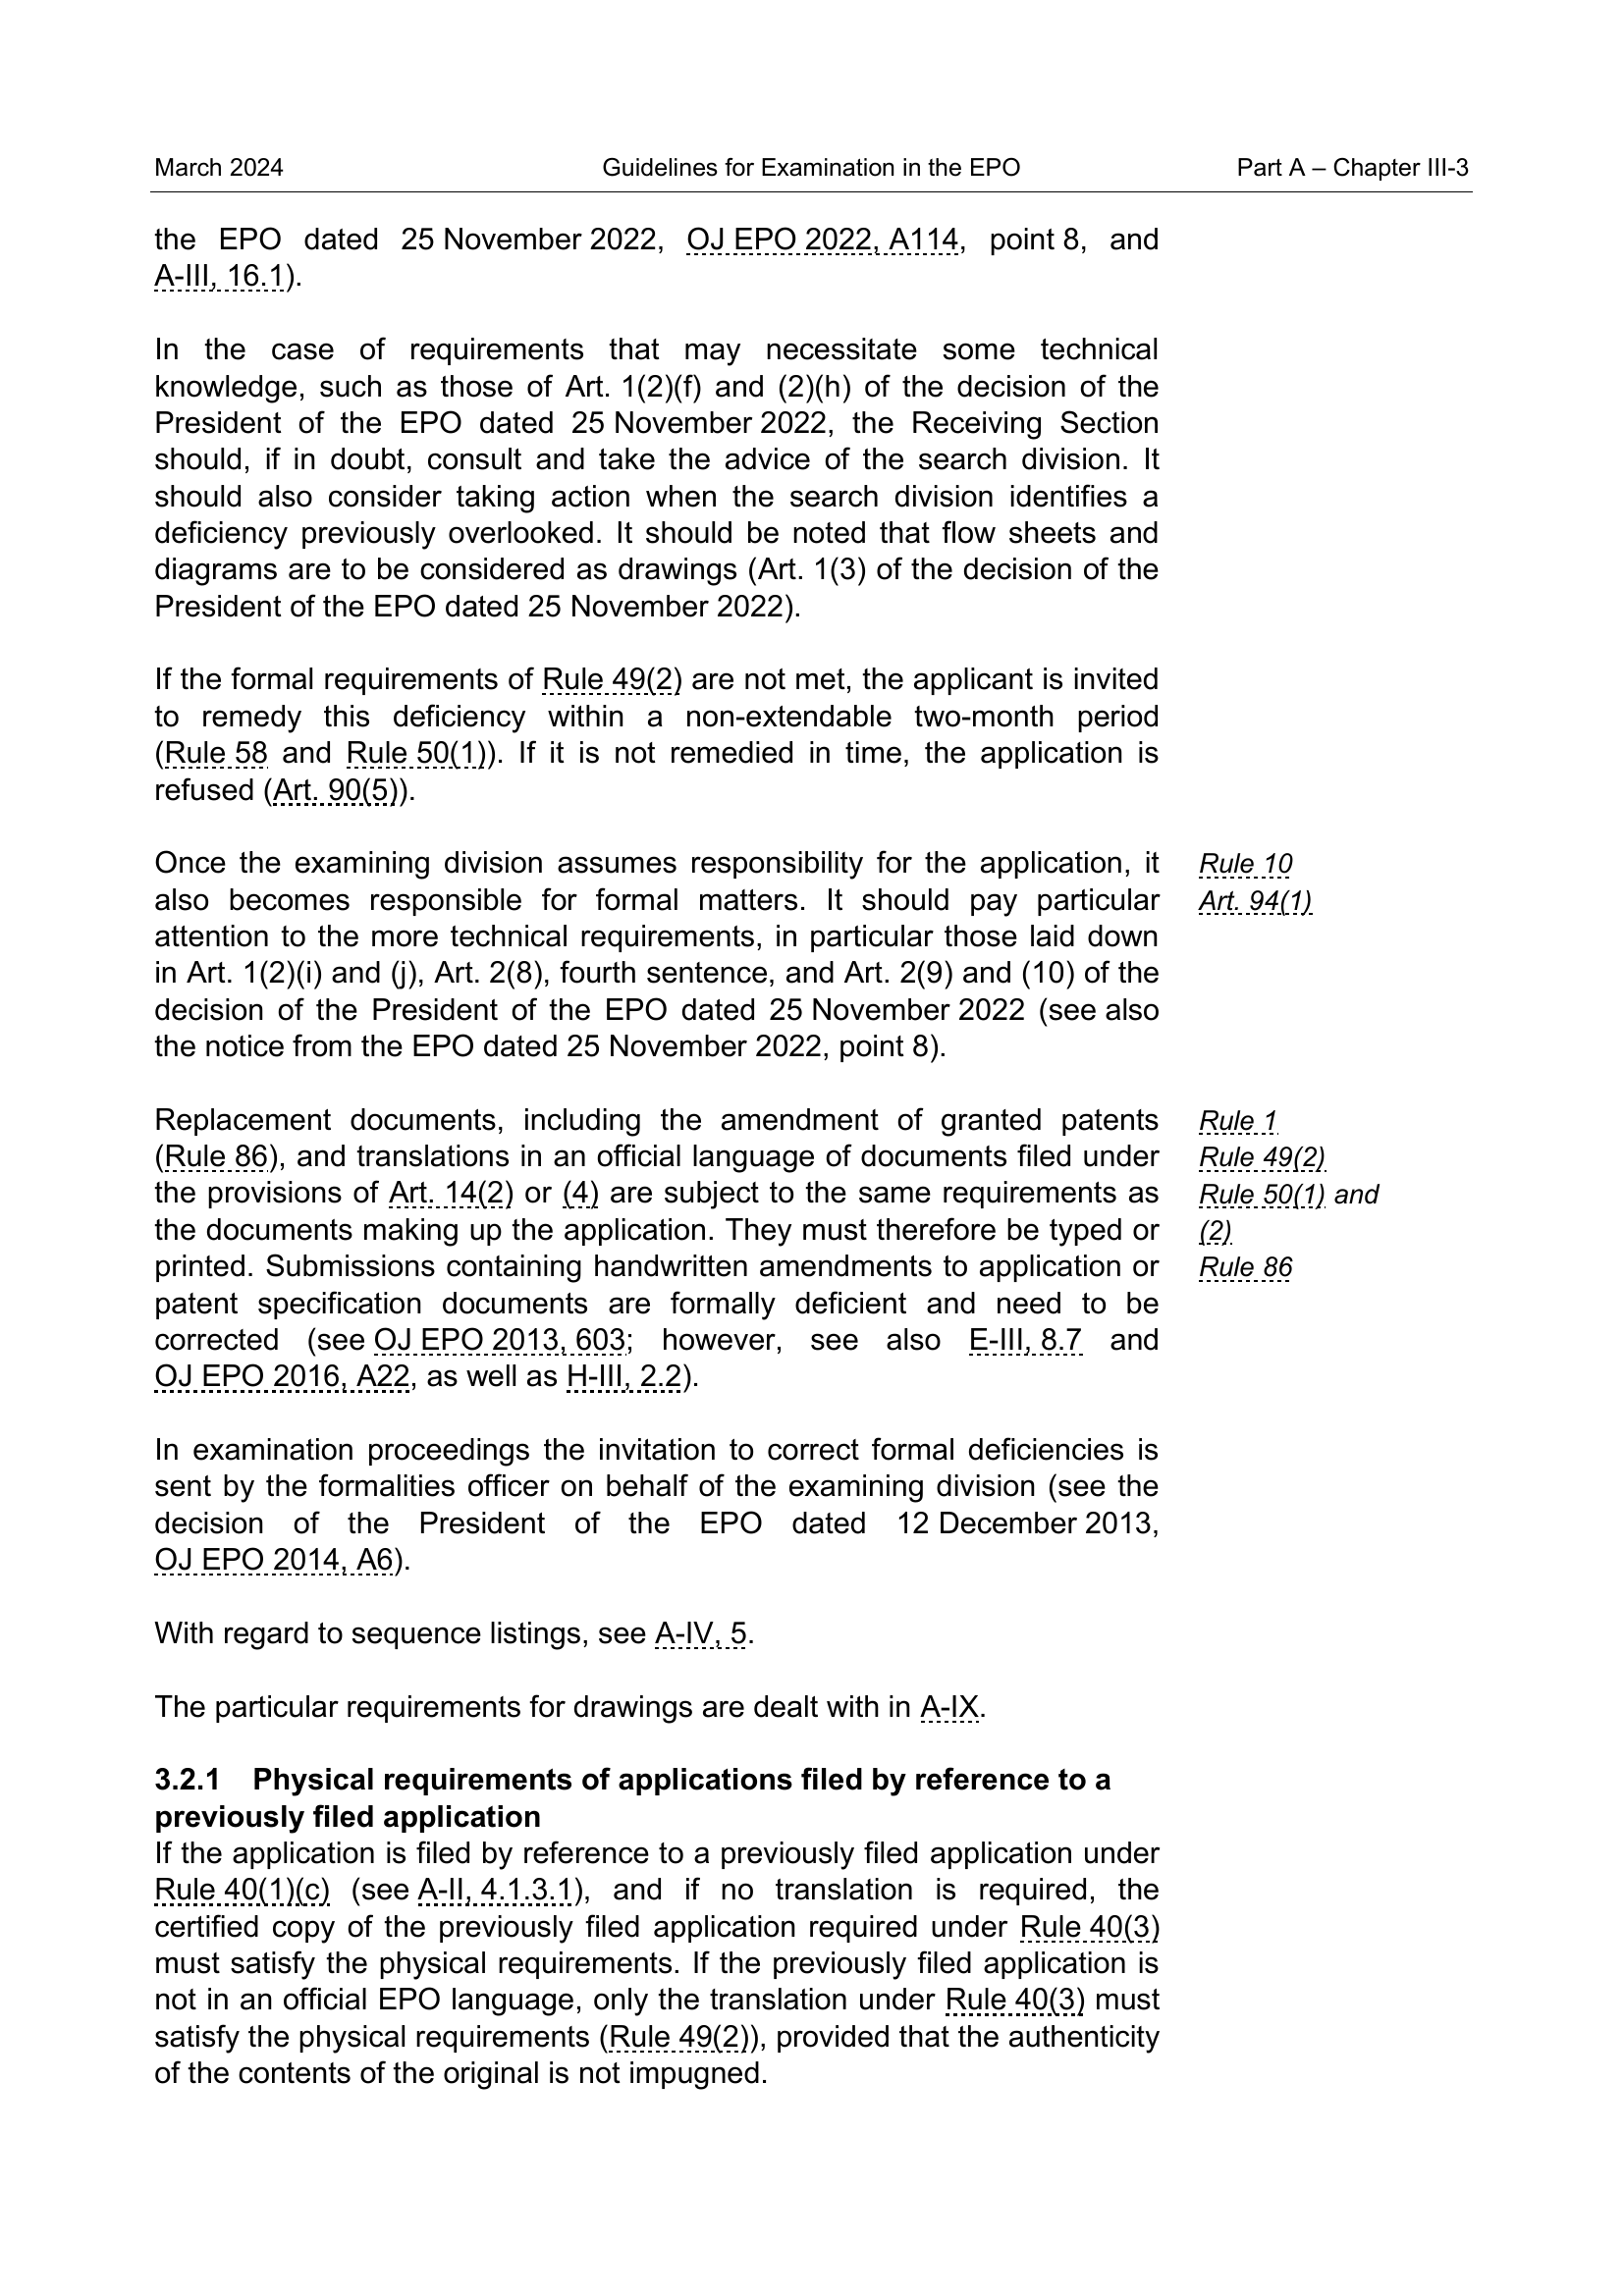 March 2024 Guidelines for Examination in the EPO Part A – Chapter III-3
the EPO dated 25 November 2022, OJ EPO 2022, A114, point 8, and
A-III, 16.1).
In the case of requirements that may necessitate some technical
knowledge, such as those of Art. 1(2)(f) and (2)(h) of the decision of the
President of the EPO dated 25 November 2022, the Receiving Section
should, if in doubt, consult and take the advice of the search division. It
should also consider taking action when the search division identifies a
deficiency previously overlooked. It should be noted that flow sheets and
diagrams are to be considered as drawings (Art. 1(3) of the decision of the
President of the EPO dated 25 November 2022).
If the formal requirements of Rule 49(2) are not met, the applicant is invited
to remedy this deficiency within a non-extendable two-month period
(Rule 58 and Rule 50(1)). If it is not remedied in time, the application is
refused (Art. 90(5)).
Once the examining division assumes responsibility for the application, it
also becomes responsible for formal matters. It should pay particular
attention to the more technical requirements, in particular those laid down
in Art. 1(2)(i) and (j), Art. 2(8), fourth sentence, and Art. 2(9) and (10) of the
decision of the President of the EPO dated 25 November 2022 (see also
the notice from the EPO dated 25 November 2022, point 8).
Rule 10
Art. 94(1)
Replacement documents, including the amendment of granted patents
(Rule 86), and translations in an official language of documents filed under
the provisions of Art. 14(2) or (4) are subject to the same requirements as
the documents making up the application. They must therefore be typed or
printed. Submissions containing handwritten amendments to application or
patent specification documents are formally deficient and need to be
corrected (see OJ EPO 2013, 603; however, see also E-III, 8.7 and
OJ EPO 2016, A22, as well as H-III, 2.2).
Rule 1
Rule 49(2)
Rule 50(1) and
(2)
Rule 86
In examination proceedings the invitation to correct formal deficiencies is
sent by the formalities officer on behalf of the examining division (see the
decision of the President of the EPO dated 12 December 2013,
OJ EPO 2014, A6).
With regard to sequence listings, see A-IV, 5.
The particular requirements for drawings are dealt with in A-IX.
3.2.1 Physical requirements of applications filed by reference to a
previously filed application
If the application is filed by reference to a previously filed application under
Rule 40(1)(c) (see A-II, 4.1.3.1), and if no translation is required, the
certified copy of the previously filed application required under Rule 40(3)
must satisfy the physical requirements. If the previously filed application is
not in an official EPO language, only the translation under Rule 40(3) must
satisfy the physical requirements (Rule 49(2)), provided that the authenticity
of the contents of the original is not impugned.